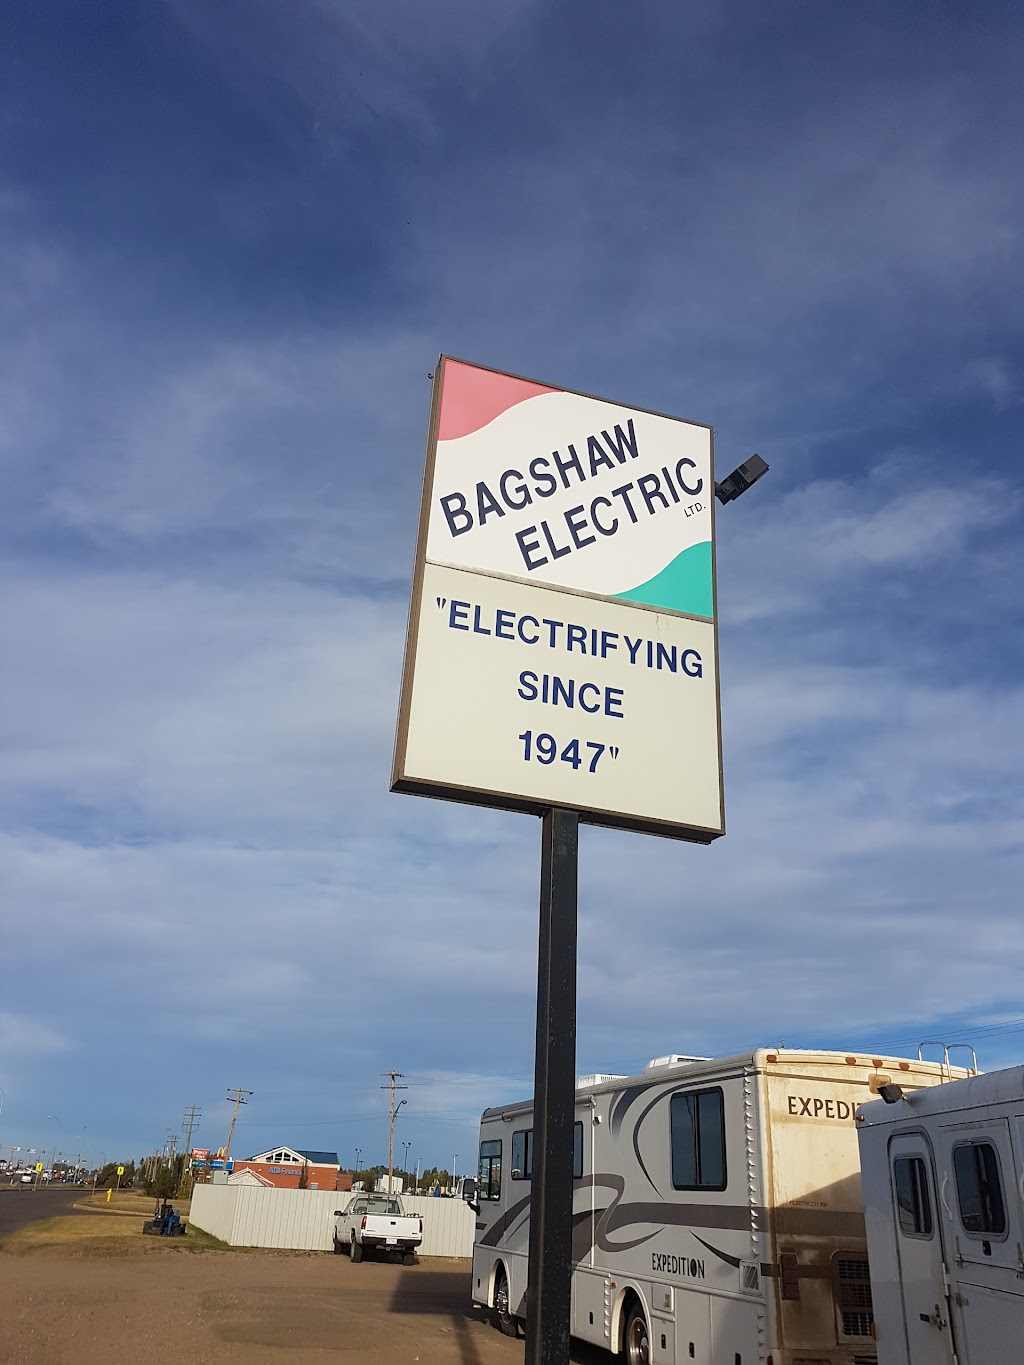 BAGSHAW
ELECTRIC
LTD.
"ELECTRIFYING
SINCE
1947"
EXPEDI
EXPEDITION